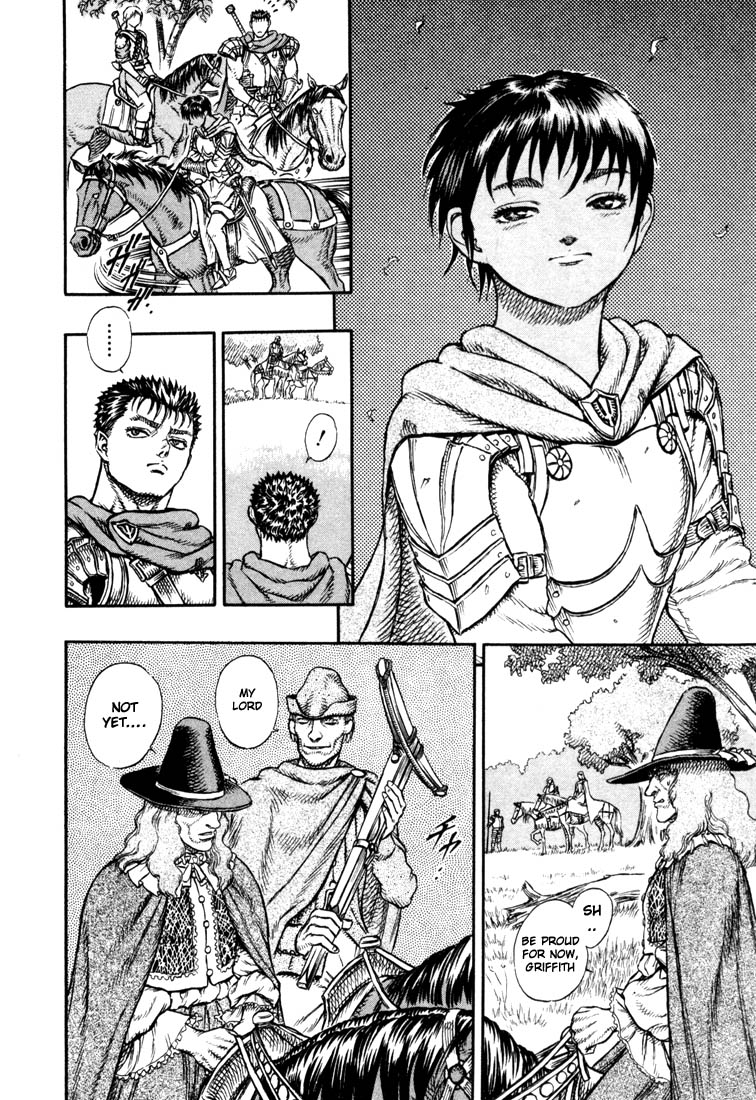 !
......
SH
..
BE PROUD
FOR NOW,
GRIFFITH
MY
LORD
NOT
YET....